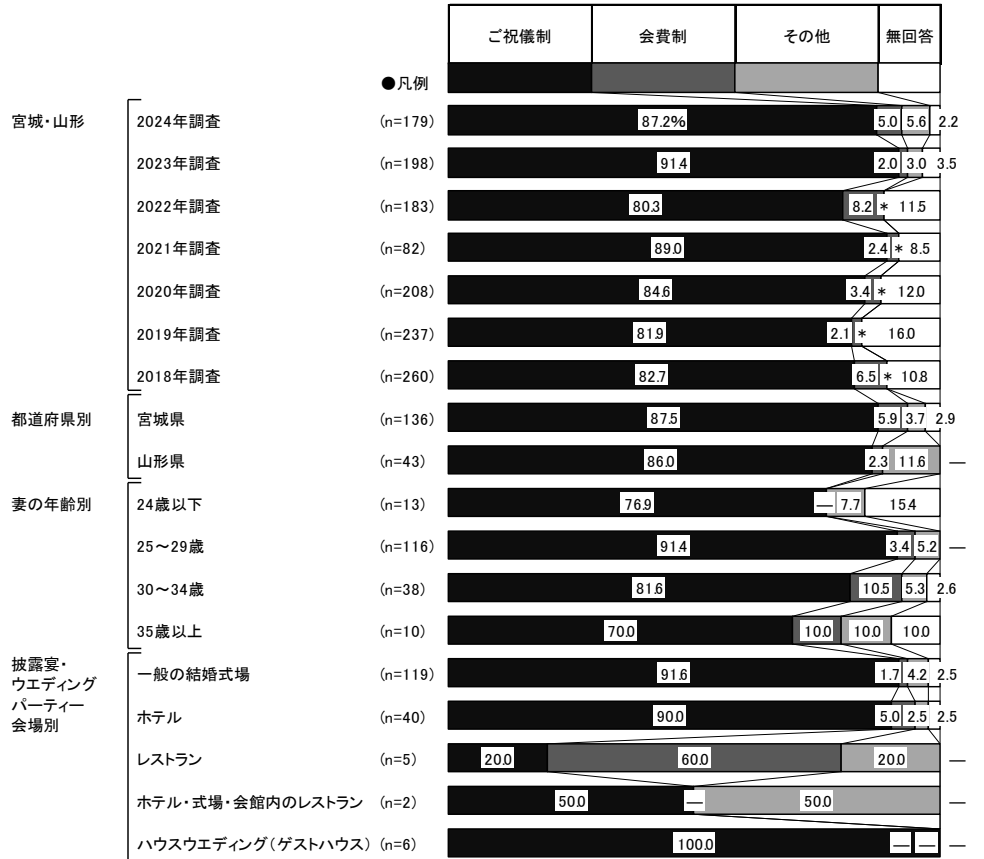 ご祝儀制 会費制 その他 無回答
●凡例
宮城・山形 2024年調査 (n=179) 87.2% 5.0 5.6 2.2
2023年調査 (n=198) 91.4 2.0 3.0 3.5
2022年調査 (n=183) 80.3 8.2 * 11.5
2021年調査 (n=82) 89.0 2.4 * 8.5
2020年調査 (n=208) 84.6 3.4 * 12.0
2019年調査 (n=237) 81.9 2.1 * 16.0
2018年調査 (n=260) 82.7 6.5 * 10.8
都道府県別 宮城県 (n=136) 87.5 5.9 3.7 2.9
山形県 (n=43) 86.0 2.3 11.6 —
妻の年齢別 24歳以下 (n=13) 76.9 — 7.7 15.4
25〜29歳 (n=116) 91.4 3.4 5.2 —
30〜34歳 (n=38) 81.6 10.5 5.3 2.6
35歳以上 (n=10) 70.0 10.0 10.0 10.0
披露宴・
ウエディング
パーティー
会場別
一般の結婚式場 (n=119) 91.6 1.7 4.2 2.5
ホテル (n=40) 90.0 5.0 2.5 2.5
レストラン (n=5) 20.0 60.0 20.0 —
ホテル・式場・会館内のレストラン (n=2) 50.0 — 50.0 —
ハウスウエディング(ゲストハウス) (n=6) 100.0 — — —